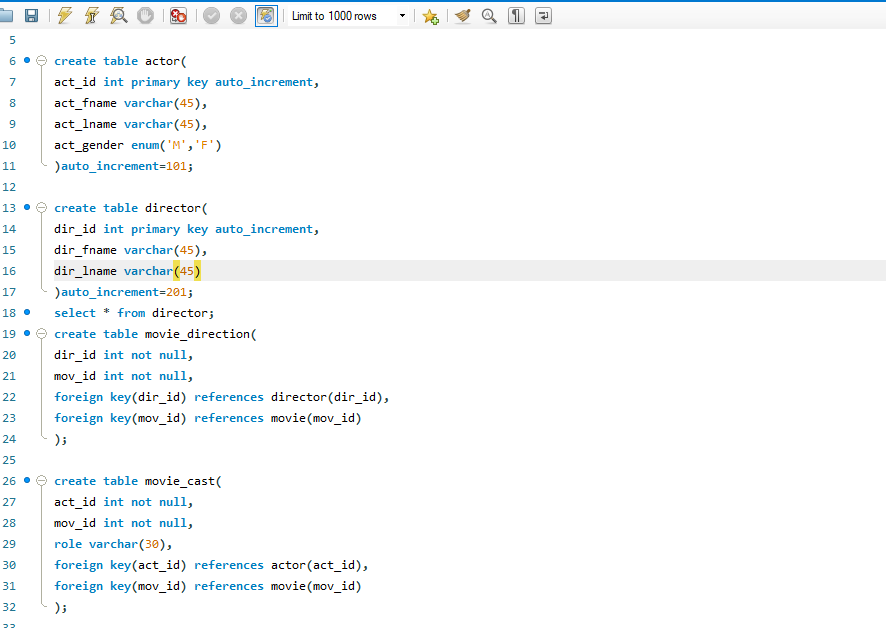 Limit to 1000 rows
5
6 create table actor(
7 act_id int primary key auto_increment,
8 act_fname varchar(45),
9 act_lname varchar(45),
10 act_gender enum('M','F')
11 )auto_increment=101;
12
13 create table director(
14 dir_id int primary key auto_increment,
15 dir_fname varchar(45),
16 dir_lname varchar(45)
17 )auto_increment=201;
18 select * from director;
19 create table movie_direction(
20 dir_id int not null,
21 mov_id int not null,
22 foreign key(dir_id) references director(dir_id),
23 foreign key(mov_id) references movie(mov_id)
24 );
25
26 create table movie_cast(
27 act_id int not null,
28 mov_id int not null,
29 role varchar(30),
30 foreign key(act_id) references actor(act_id),
31 foreign key(mov_id) references movie(mov_id)
32 );
33